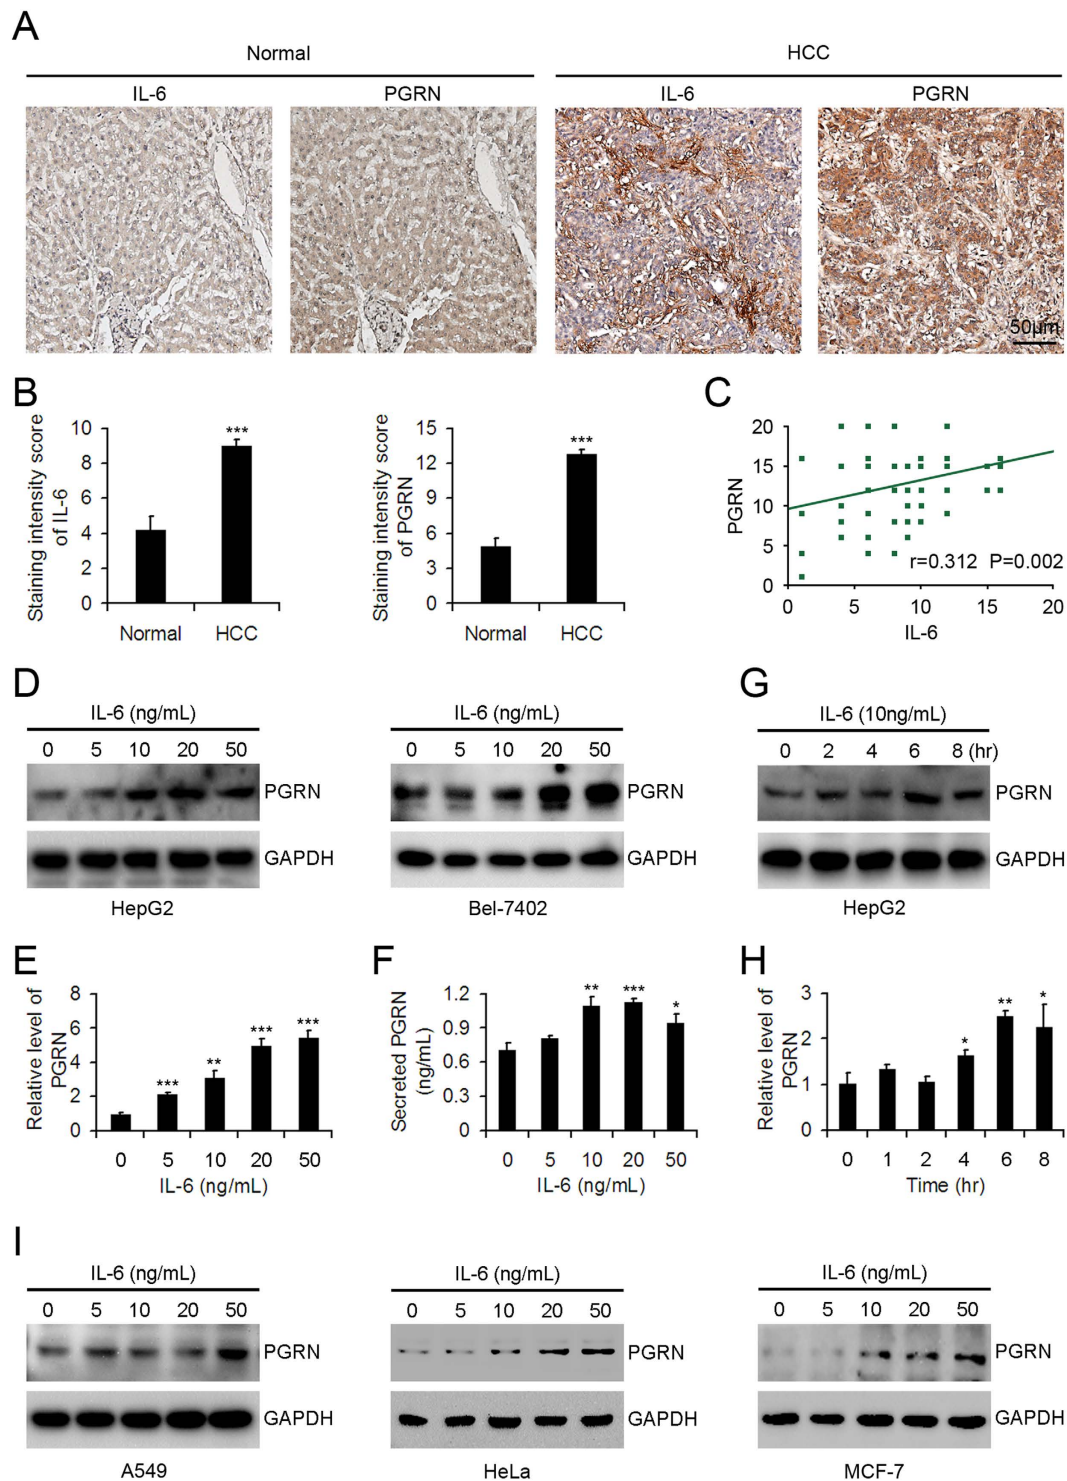 A
Normal HCC
IL-6 PGRN IL-6 PGRN
50μm
B
Staining intensity score
of IL-6
10
8
6
4
2
0
***
Normal HCC
Staining intensity score
of PGRN
15
12
9
6
3
0
***
Normal HCC
C
PGRN
20
15
10
5
0
r=0.312 P=0.002
0 5 10 15 20
IL-6
D
IL-6 (ng/mL)
0 5 10 20 50
PGRN
GAPDH
HepG2
IL-6 (ng/mL)
0 5 10 20 50
PGRN
GAPDH
Bel-7402
G
IL-6 (10ng/mL)
0 2 4 6 8 (hr)
PGRN
GAPDH
HepG2
E
Relative level of
PGRN
8
6
4
2
0
*** ** *** ***
0 5 10 20 50
IL-6 (ng/mL)
F
Secreted PGRN
(ng/mL)
1.2
0.9
0.6
0.3
0
** *** *
0 5 10 20 50
IL-6 (ng/mL)
H
Relative level of
PGRN
3
2
1
0
* ** *
0 1 2 4 6 8
Time (hr)
I
IL-6 (ng/mL)
0 5 10 20 50
PGRN
GAPDH
A549
IL-6 (ng/mL)
0 5 10 20 50
PGRN
GAPDH
HeLa
IL-6 (ng/mL)
0 5 10 20 50
PGRN
GAPDH
MCF-7